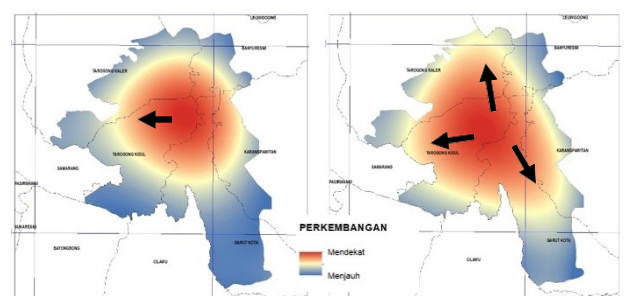 LEUWIGOONG
BANYURESMI
TAROGONG KALER
TAROGONG KIDUL
KARANGPAWITAN
SAMARANG
PASIRWANGI
SUKARESMI
BAYONGBONG
CILAWU
GARUT KOTA
LEUWIGOONG
BANYURESMI
TAROGONG KALER
TAROGONG KIDUL
KARANGPAWITAN
SAMARANG
PASIRWANGI
CILAWU
GARUT KOTA
PERKEMBANGAN
Mendekat
Menjauh